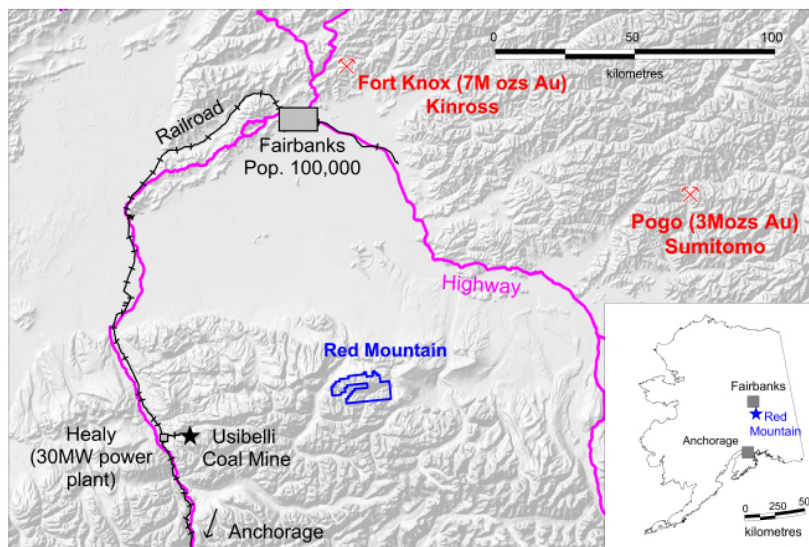 0 50 100
kilometres
Fort Knox (7M ozs Au)
Kinross
Railroad
Fairbanks
Pop. 100,000
Pogo (3Mozs Au)
Sumitomo
Highway
Red Mountain
Healy
(30MW power
plant)
Usibelli
Coal Mine
Anchorage
Fairbanks
Red
Mountain
Anchorage
0 250 50
kilometres